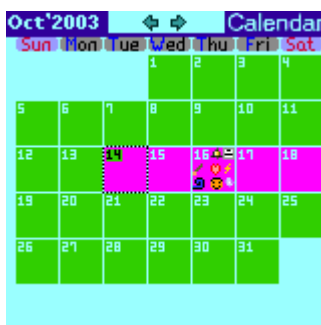 Oct'2003 Calendar
Sun Mon Tue Wed Thu Fri Sat
1 2 3 4
5 6 7 8 9 10 11
12 13 14 15 16 17 18
19 20 21 22 23 24 25
26 27 28 29 30 31